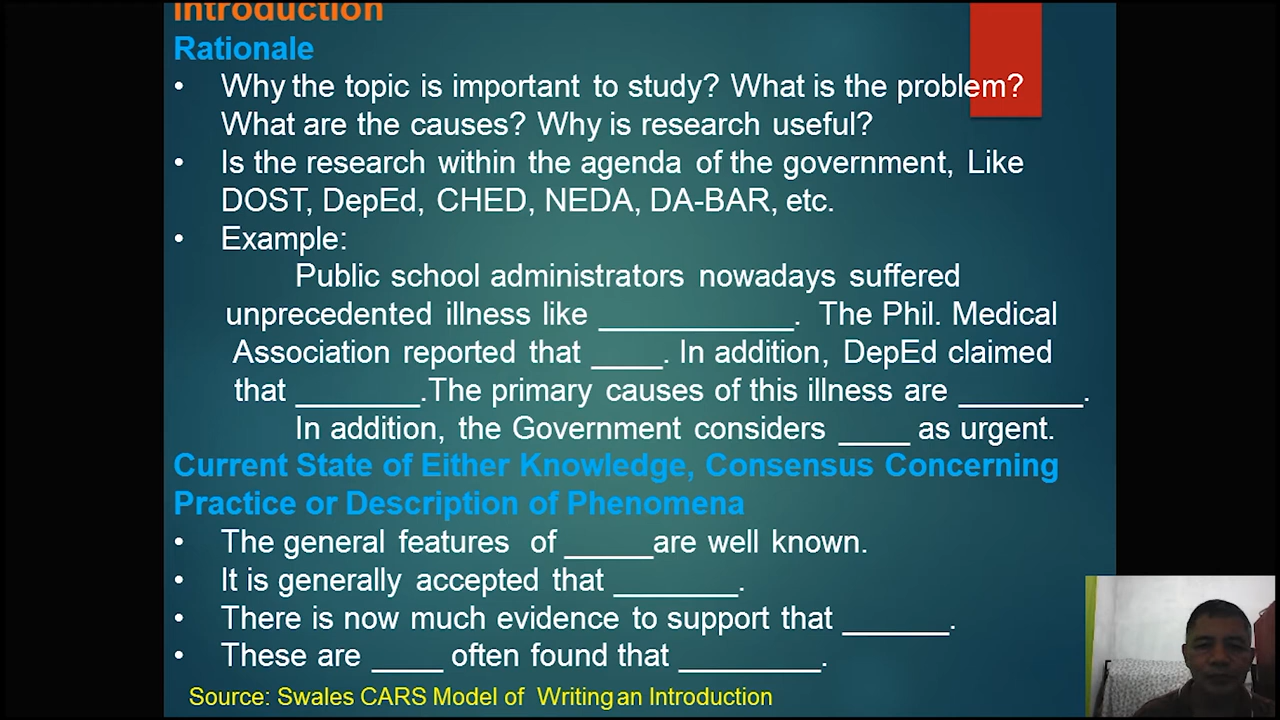 Introduction
Rationale
• Why the topic is important to study? What is the problem?
What are the causes? Why is research useful?
• Is the research within the agenda of the government, Like
DOST, DepEd, CHED, NEDA, DA-BAR, etc.
• Example:
Public school administrators nowadays suffered
unprecedented illness like ____________. The Phil. Medical
Association reported that ____. In addition, DepEd claimed
that _______.The primary causes of this illness are _______.
In addition, the Government considers ____ as urgent.
Current State of Either Knowledge, Consensus Concerning
Practice or Description of Phenomena
• The general features of _____are well known.
• It is generally accepted that _______.
• There is now much evidence to support that ______.
• These are ____ often found that ________.
Source: Swales CARS Model of Writing an Introduction